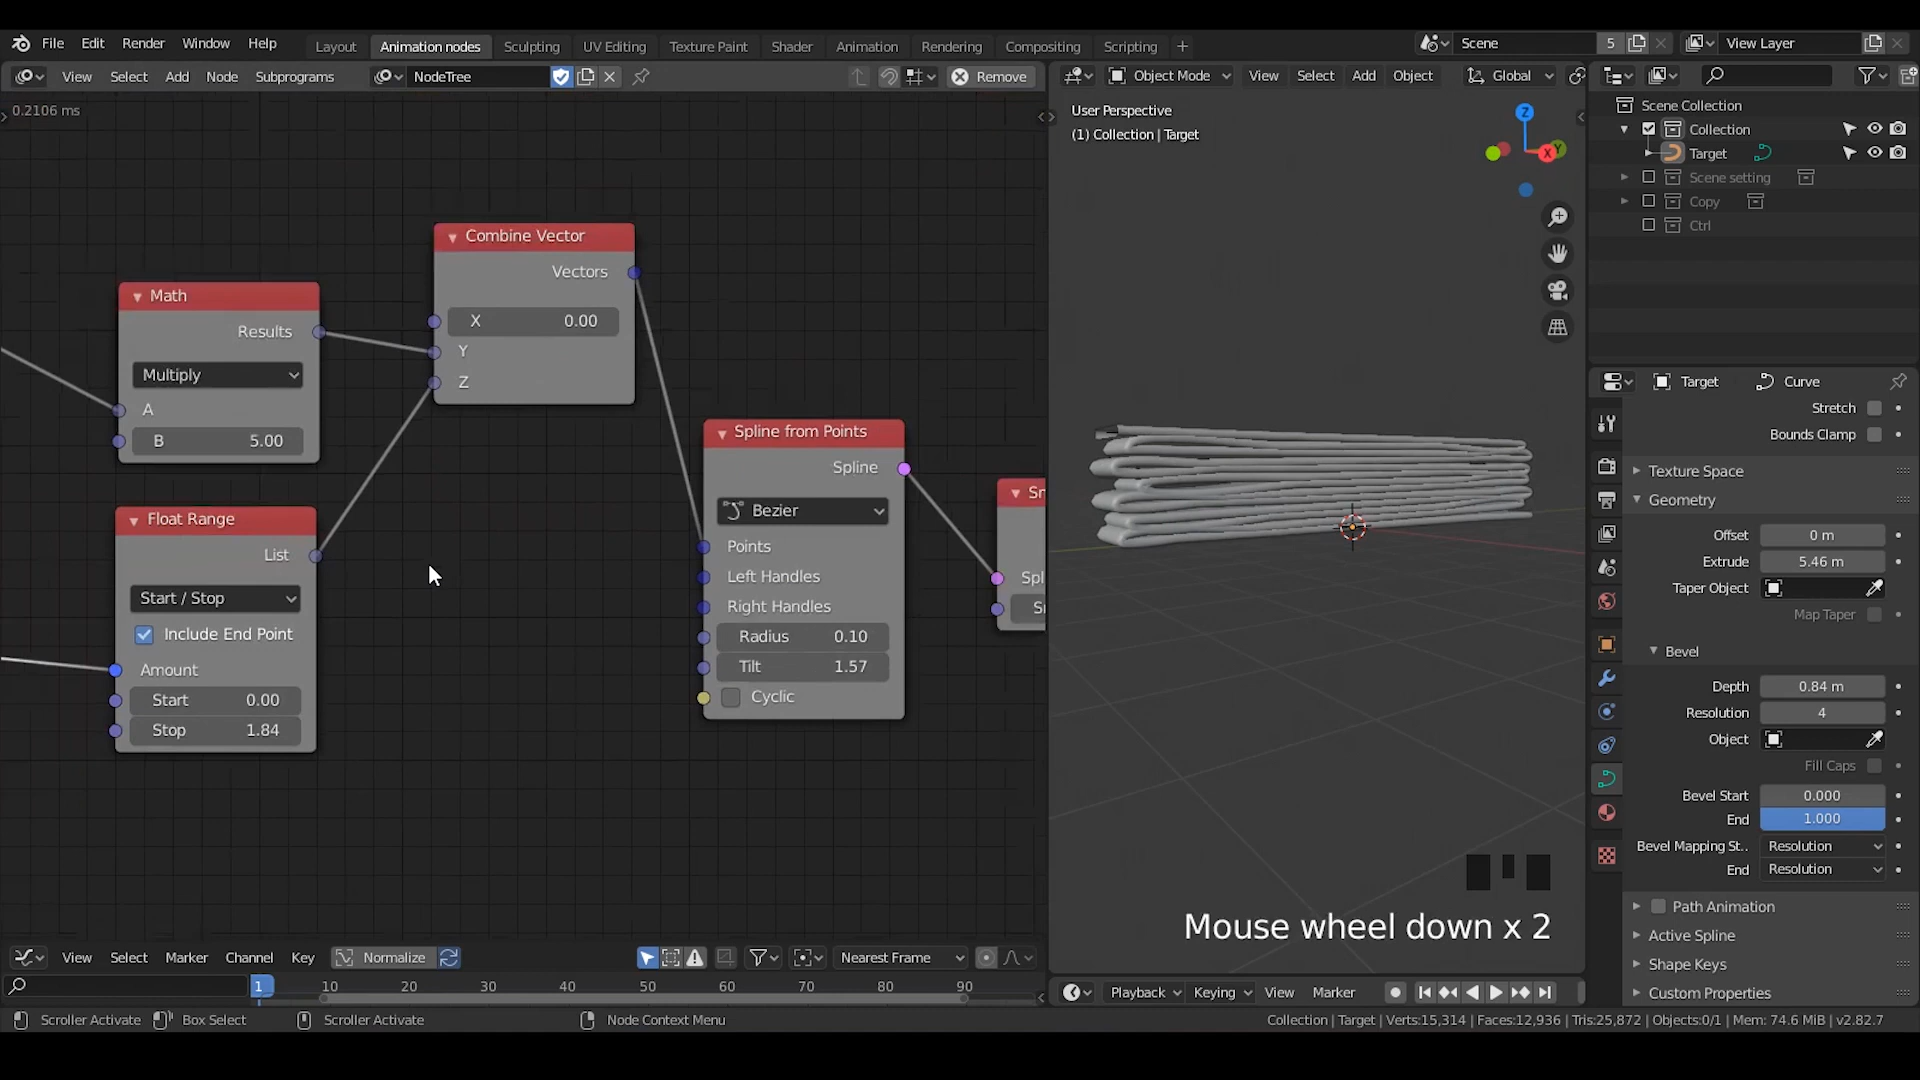 File Edit Render Window Help Layout Animation nodes Sculpting UV Editing Texture Paint Shader Animation Rendering Compositing Scripting + Scene 5 View Layer
View Select Add Node Subprograms NodeTree Remove
Object Mode View Select Add Object Global
0.2106 ms
User Perspective
(1) Collection | Target
Z
X
Y
Scene Collection
Collection
Target
Scene setting
Copy
Ctrl
Combine Vector
Vectors
X 0.00
Y
Z
Math
Results
Multiply
A
B 5.00
Float Range
List
Start / Stop
Include End Point
Amount
Start 0.00
Stop 1.84
Spline from Points
Spline
Bezier
Points
Left Handles
Right Handles
Radius 0.10
Tilt 1.57
Cyclic
Target Curve
Stretch
Bounds Clamp
Texture Space
Geometry
Offset 0 m
Extrude 5.46 m
Taper Object
Map Taper
Bevel
Depth 0.84 m
Resolution 4
Object
Fill Caps
Bevel Start 0.000
End 1.000
Bevel Mapping St.. Resolution
End Resolution
Path Animation
Active Spline
Shape Keys
Custom Properties
Mouse wheel down x 2
View Select Marker Channel Key Normalize Nearest Frame
1 10 20 30 40 50 60 70 80 90
Playback Keying View Marker
Scroller Activate Box Select Scroller Activate Node Context Menu
Collection | Target | Verts:15,314 | Faces:12,936 | Tris:25,872 | Objects:0/1 | Mem: 74.6 MiB | v2.82.7